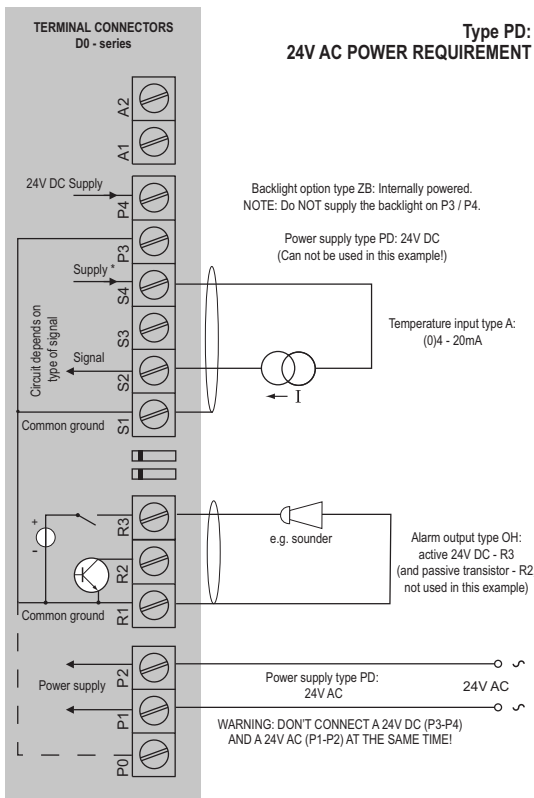 TERMINAL CONNECTORS
D0 - series
Type PD:
24V AC POWER REQUIREMENT
A2
A1
24V DC Supply
P4
Backlight option type ZB: Internally powered.
NOTE: Do NOT supply the backlight on P3 / P4.
P3
Power supply type PD: 24V DC
(Can not be used in this example!)
Supply *
S4
Circuit depends on
type of signal
S3
Temperature input type A:
(0)4 - 20mA
Signal
S2
I
Common ground
S1
R3
+
-
e.g. sounder
Alarm output type OH:
active 24V DC - R3
(and passive transistor - R2
not used in this example)
R2
Common ground
R1
P2
Power supply
Power supply type PD:
24V AC
24V AC
P1
WARNING: DON'T CONNECT A 24V DC (P3-P4)
AND A 24V AC (P1-P2) AT THE SAME TIME!
P0